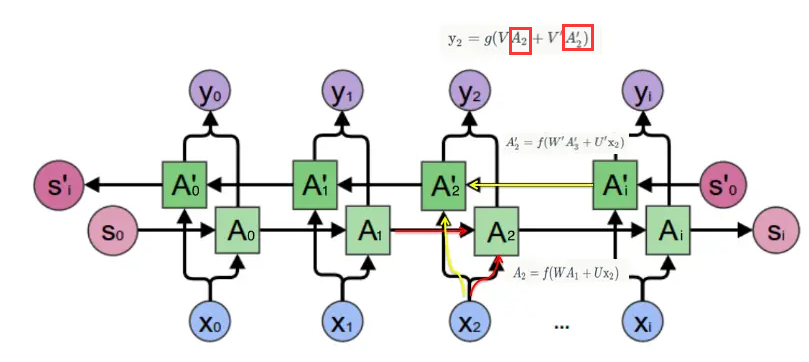 y₂ = g(VA₂ + V'A'₂)
y₀ y₁ y₂ yᵢ
A'₂ = f(W'A'₃ + U'x₂)
s'ᵢ A'₀ A'₁ A'₂ A'ᵢ s'₀
s₀ A₀ A₁ A₂ Aᵢ sᵢ
A₂ = f(WA₁ + Ux₂)
x₀ x₁ x₂ ... xᵢ